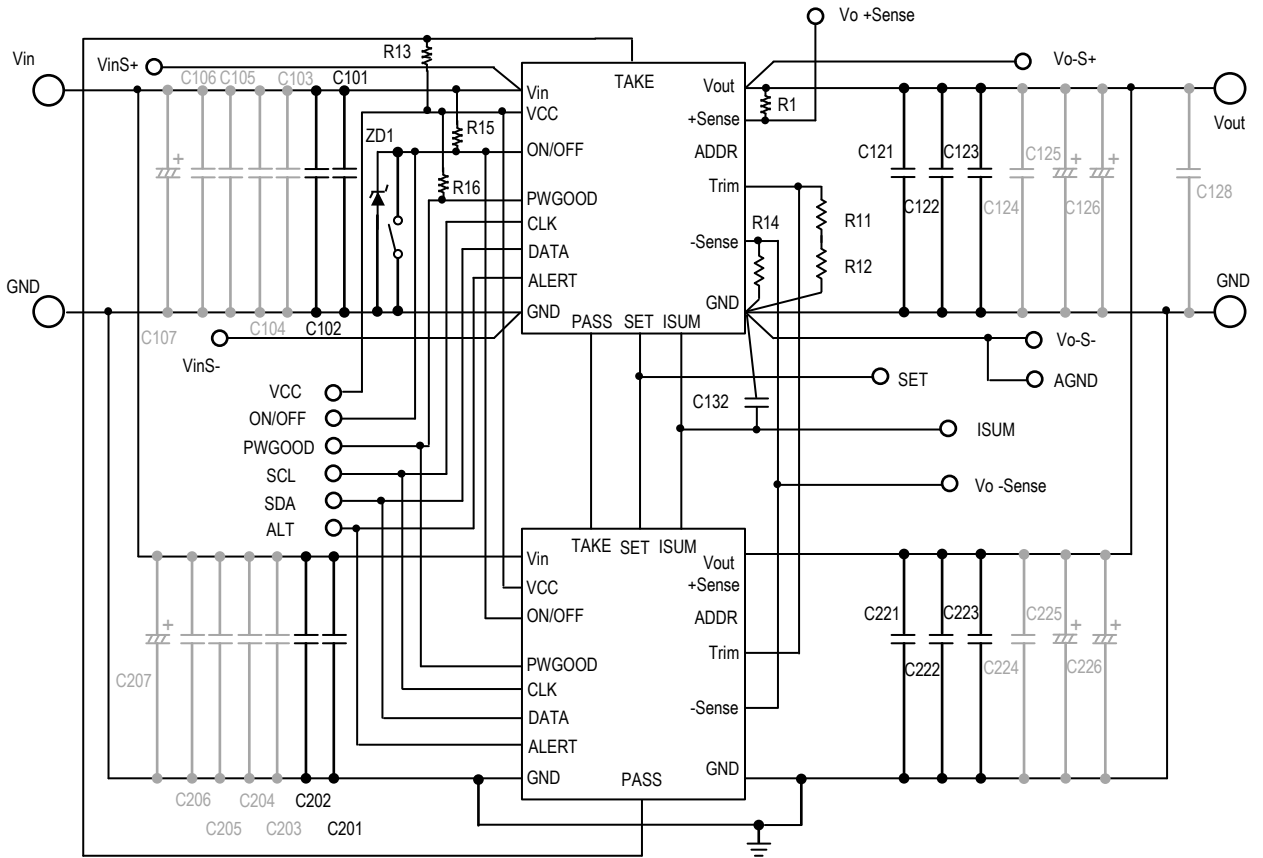 Vo +Sense
R13
Vin
VinS+
C106
C105
C103
C101
TAKE
Vo-S+
Vin
Vout
VCC
R1
+Sense
Vout
ZD1
R15
ON/OFF
ADDR
C121
C123
C125
R16
PWGOOD
Trim
C122
C124
C126
C128
CLK
R14
R11
DATA
-Sense
R12
ALERT
GND
GND
GND
GND
C107
C104
C102
PASS
SET
ISUM
VinS-
Vo-S-
VCC
SET
AGND
C132
ON/OFF
ISUM
PWGOOD
SCL
Vo -Sense
SDA
ALT
TAKE
SET
ISUM
Vin
Vout
VCC
+Sense
ON/OFF
ADDR
C221
C223
C225
Trim
PWGOOD
C222
C224
C226
C207
CLK
-Sense
DATA
ALERT
GND
PASS
GND
C206
C204
C202
C205
C203
C201
+
+
+
+
+
+